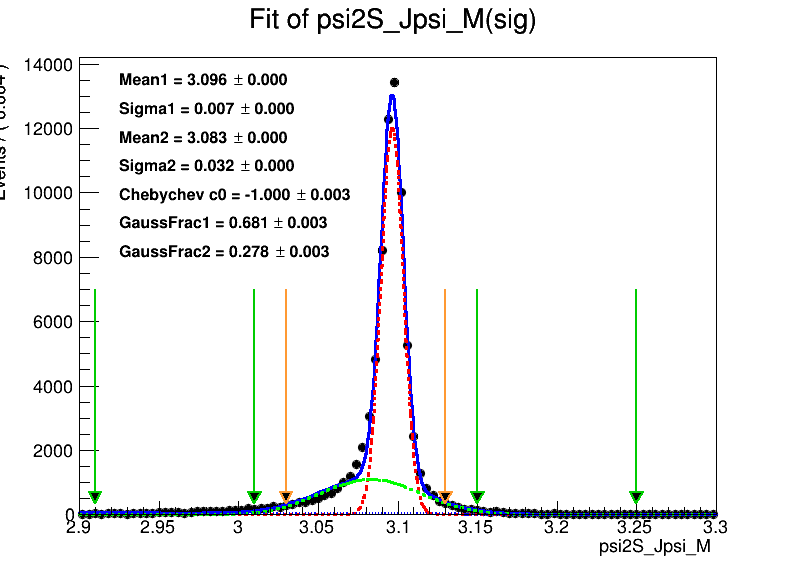 Fit of psi2S_Jpsi_M(sig)
Events / ( 0.004 )
14000
12000
10000
8000
6000
4000
2000
0
Mean1 = 3.096 ± 0.000
Sigma1 = 0.007 ± 0.000
Mean2 = 3.083 ± 0.000
Sigma2 = 0.032 ± 0.000
Chebychev c0 = -1.000 ± 0.003
GaussFrac1 = 0.681 ± 0.003
GaussFrac2 = 0.278 ± 0.003
2.9 2.95 3 3.05 3.1 3.15 3.2 3.25 3.3
psi2S_Jpsi_M